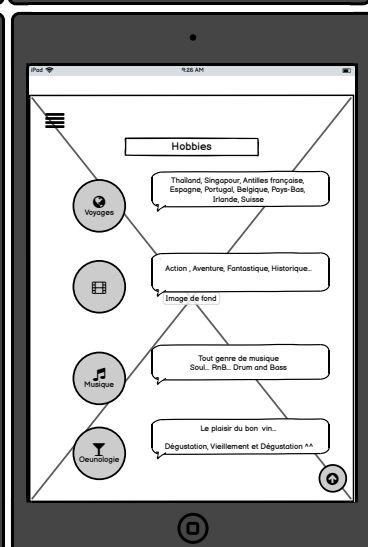 iPad
9:28 AM
Hobbies
Thaïland, Singapour, Antilles française,
Espagne, Portugal, Belgique, Pays-Bas,
Irlande, Suisse
Voyages
Action , Aventure, Fantastique, Historique...
Image de fond
Tout genre de musique
Soul... RnB... Drum and Bass
Musique
Le plaisir du bon vin...
Dégustation, Vieillement et Dégustation ^^
Oeunologie